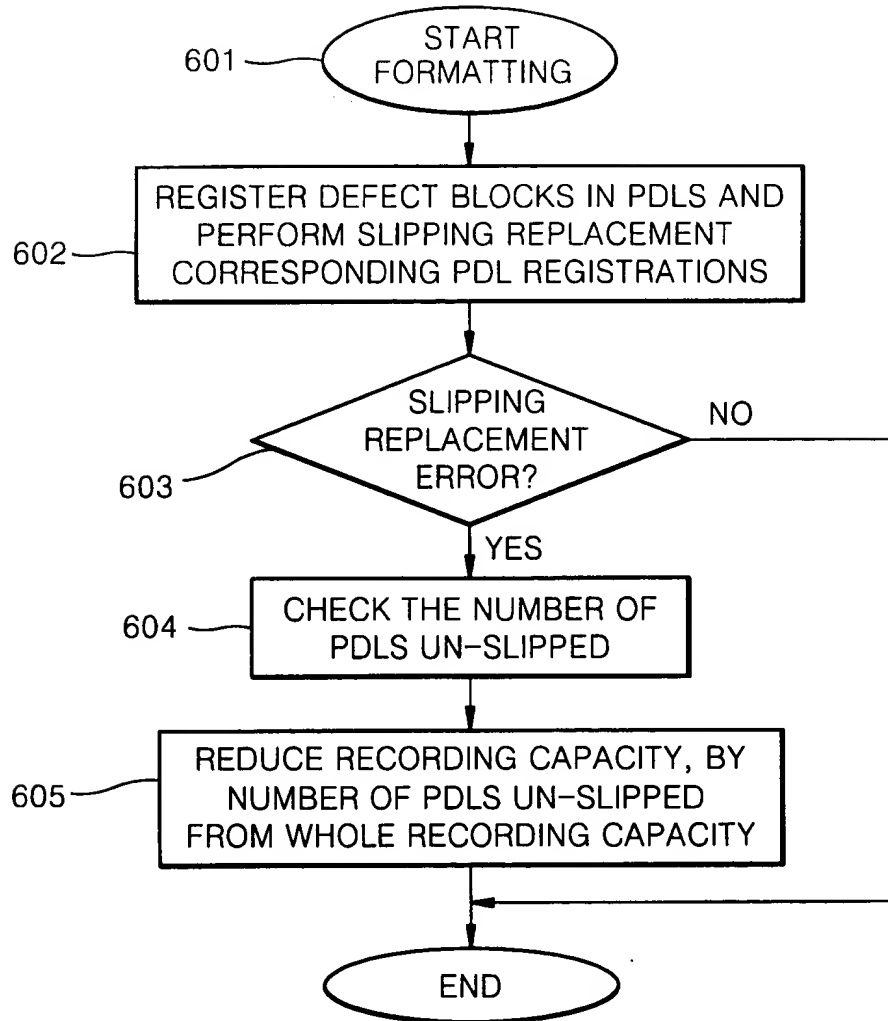 601
START
FORMATTING
602
REGISTER DEFECT BLOCKS IN PDLS AND
PERFORM SLIPPING REPLACEMENT
CORRESPONDING PDL REGISTRATIONS
603
SLIPPING
REPLACEMENT
ERROR?
NO
YES
604
CHECK THE NUMBER OF
PDLS UN-SLIPPED
605
REDUCE RECORDING CAPACITY, BY
NUMBER OF PDLS UN-SLIPPED
FROM WHOLE RECORDING CAPACITY
END